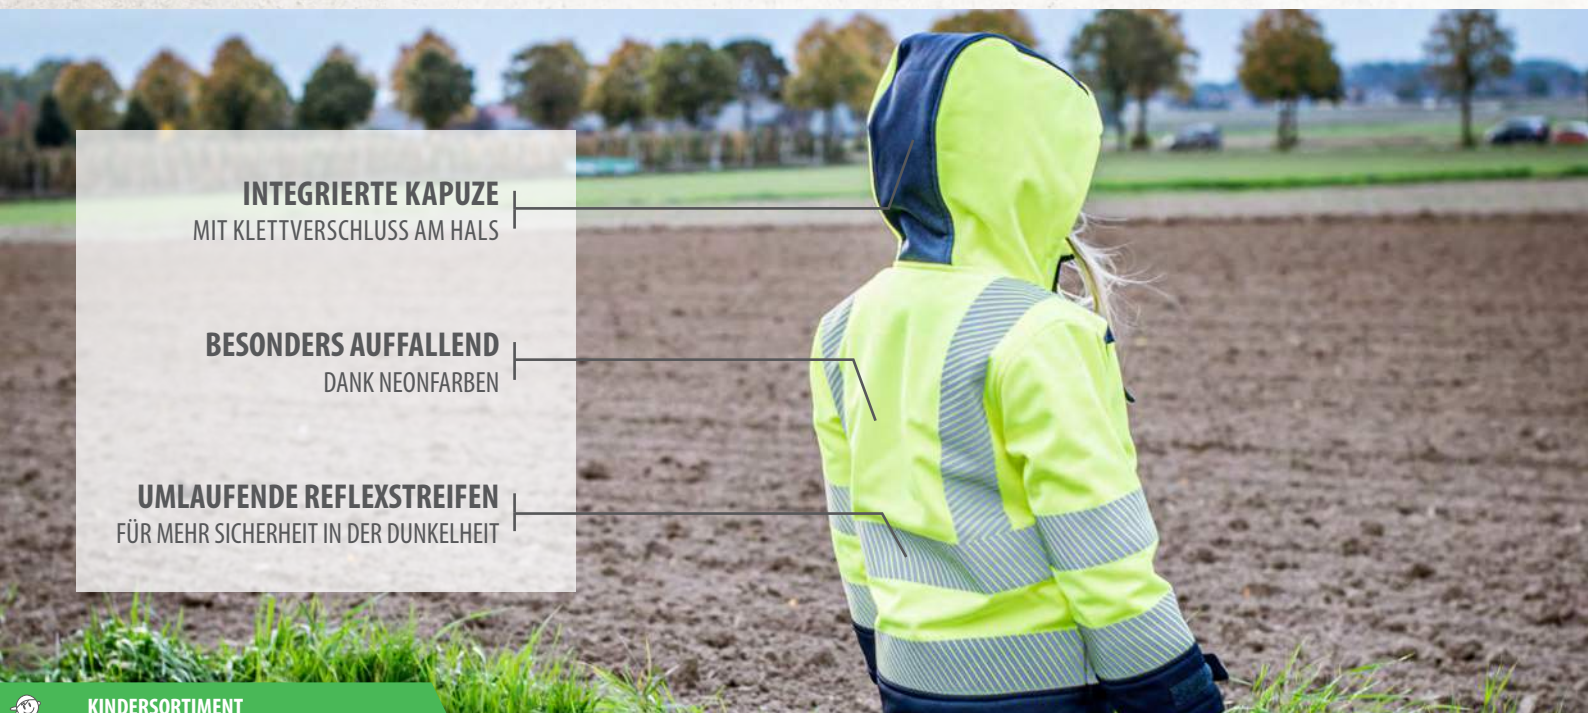 INTEGRIERTE KAPUZE
MIT KLETTVERSCHLUSS AM HALS
BESONDERS AUFFALLEND
DANK NEONFARBEN
UMLAUFENDE REFLEXSTREIFEN
FÜR MEHR SICHERHEIT IN DER DUNKELHEIT
KINDERSORTIMENT